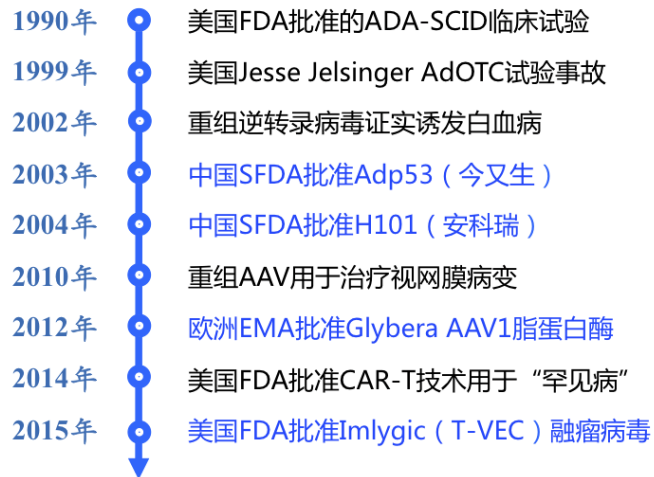 1990年 美国FDA批准的ADA-SCID临床试验
1999年 美国Jesse Jelsinger AdOTC试验事故
2002年 重组逆转录病毒证实诱发白血病
2003年 中国SFDA批准Adp53（今又生）
2004年 中国SFDA批准H101（安科瑞）
2010年 重组AAV用于治疗视网膜病变
2012年 欧洲EMA批准Glybera AAV1脂蛋白酶
2014年 美国FDA批准CAR-T技术用于“罕见病”
2015年 美国FDA批准Imlygic（T-VEC）融瘤病毒